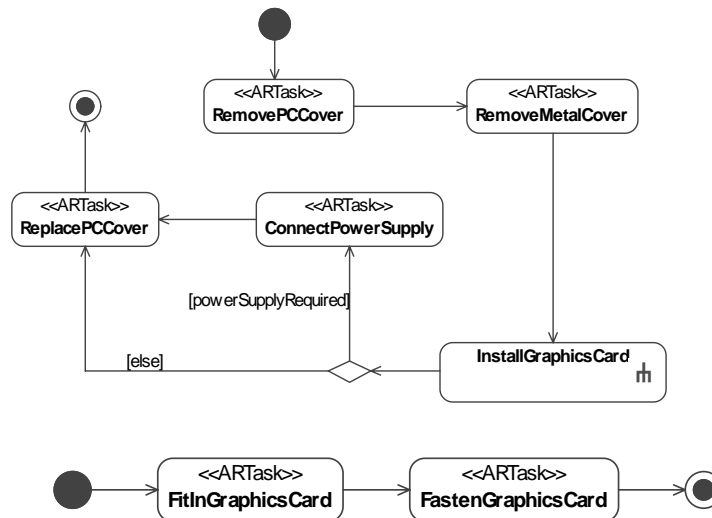 <<ARTask>>
RemovePCCover
<<ARTask>>
RemoveMetalCover
<<ARTask>>
ReplacePCCover
<<ARTask>>
ConnectPowerSupply
[powerSupplyRequired]
[else]
InstallGraphicsCard
<<ARTask>>
FitInGraphicsCard
<<ARTask>>
FastenGraphicsCard